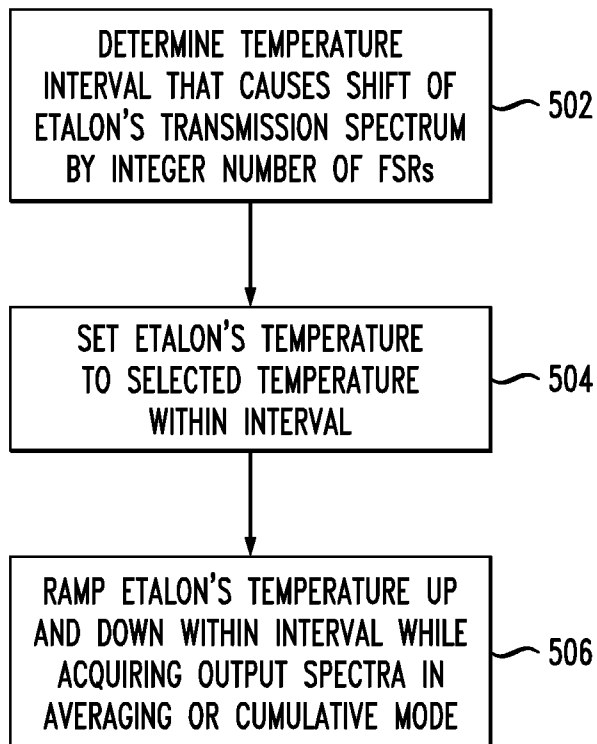 DETERMINE TEMPERATURE
INTERVAL THAT CAUSES SHIFT OF
ETALON'S TRANSMISSION SPECTRUM
BY INTEGER NUMBER OF FSRs
502
SET ETALON'S TEMPERATURE
TO SELECTED TEMPERATURE
WITHIN INTERVAL
504
RAMP ETALON'S TEMPERATURE UP
AND DOWN WITHIN INTERVAL WHILE
ACQUIRING OUTPUT SPECTRA IN
AVERAGING OR CUMULATIVE MODE
506